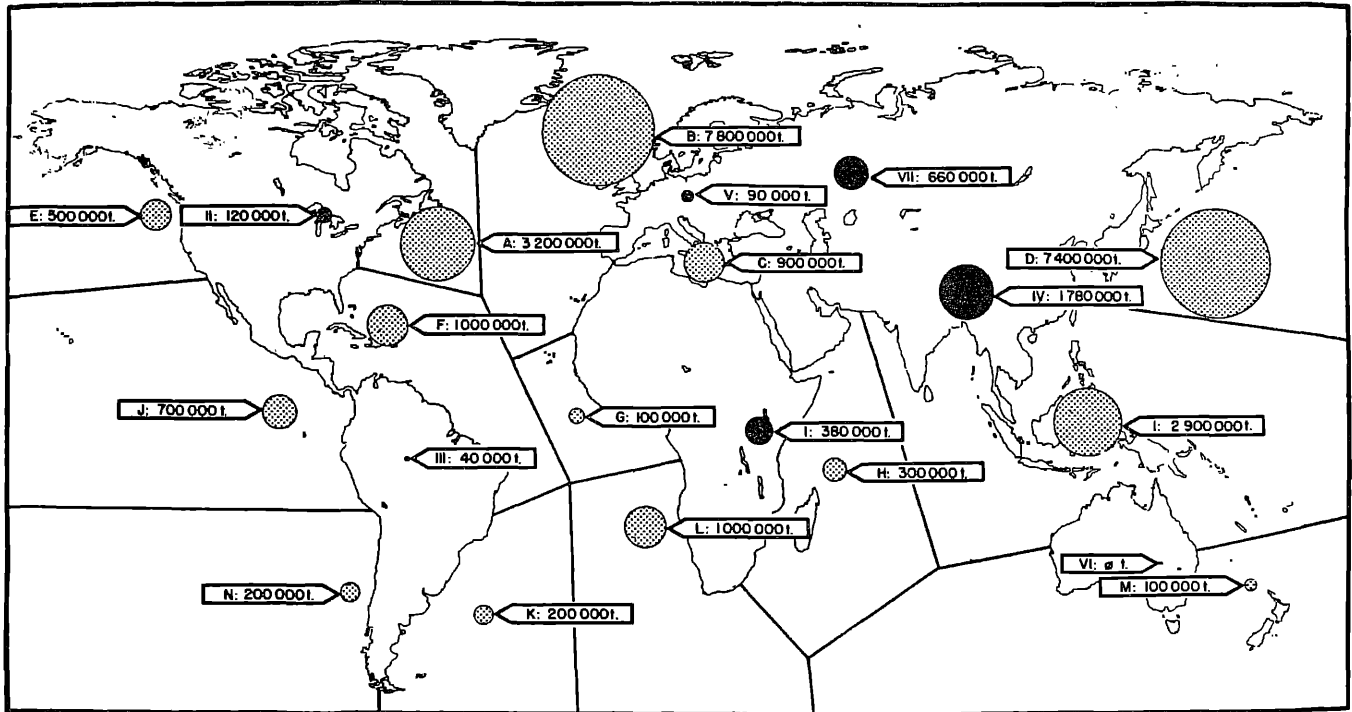 B: 7 800 000 t.
VII: 660 000 t.
V: 90 000 t.
E: 500 000 t.
II: 120 000 t.
A: 3 200 000 t.
C: 900 000 t.
D: 7 400 000 t.
IV: 1 780 000 t.
F: 1 000 000 t.
J: 700 000 t.
G: 100 000 t.
I: 380 000 t.
I: 2 900 000 t.
III: 40 000 t.
H: 300 000 t.
L: 1 000 000 t.
VI: ø t.
M: 100 000 t.
N: 200 000 t.
K: 200 000 t.